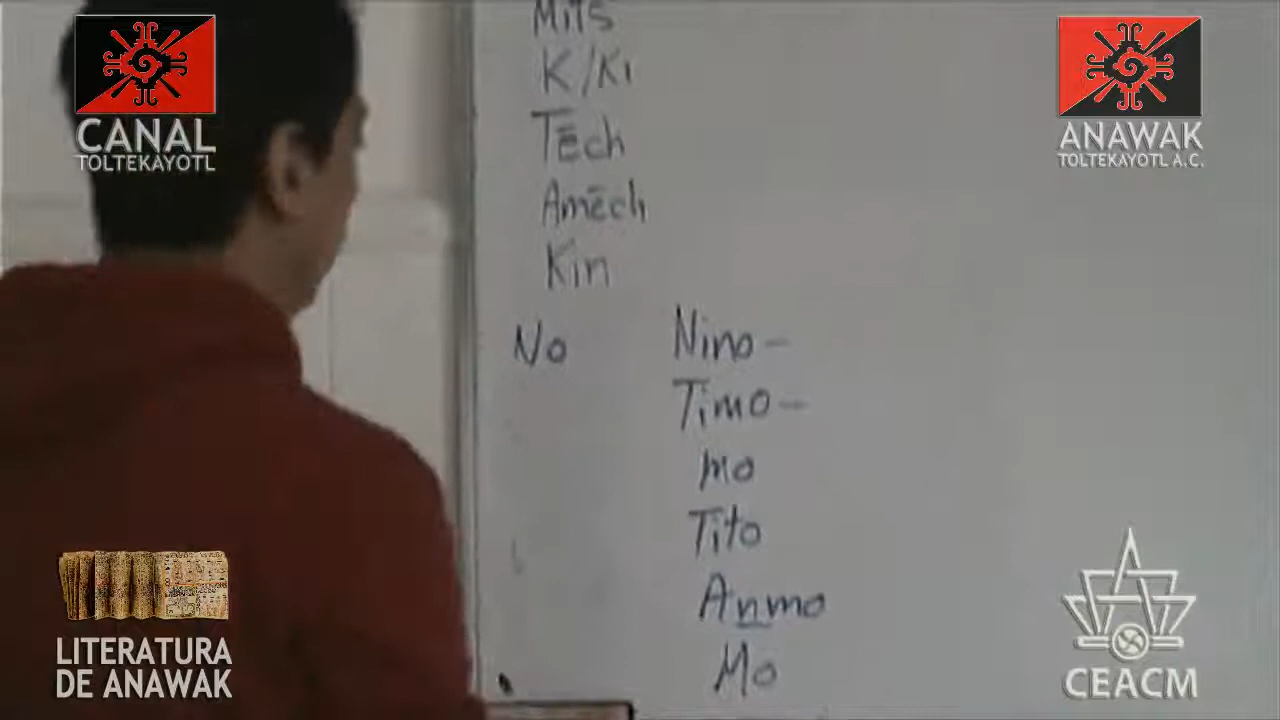 CANAL
TOLTEKAYOTL
ANAWAK
TOLTEKAYOTL A.C.
Mits
K/Ki
Tēch
Amēch
Kin
No Nino-
Timo-
mo
Tito
Anmo
Mo
LITERATURA
DE ANAWAK
CEACM